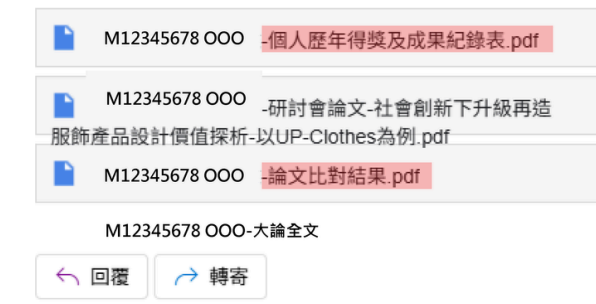 M12345678 OOO -個人歷年得獎及成果紀錄表.pdf
M12345678 OOO -研討會論文-社會創新下升級再造
服飾產品設計價值探析-以UP-Clothes為例.pdf
M12345678 OOO -論文比對結果.pdf
M12345678 OOO-大論全文
回覆 轉寄